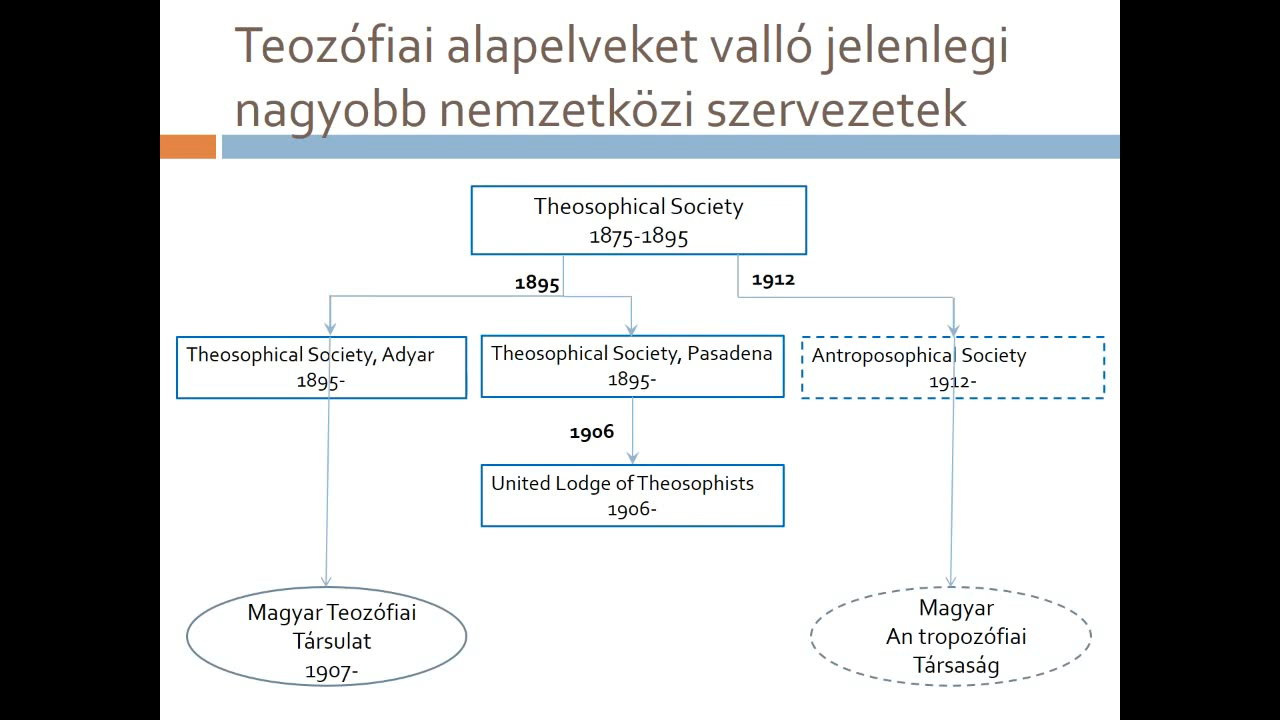 Teozófiai alapelveket valló jelenlegi
nagyobb nemzetközi szervezetek
Theosophical Society
1875-1895
1895
1912
Theosophical Society, Adyar
1895-
Theosophical Society, Pasadena
1895-
Antroposophical Society
1912-
1906
United Lodge of Theosophists
1906-
Magyar Teozófiai
Társulat
1907-
Magyar
An tropozófiai
Társaság